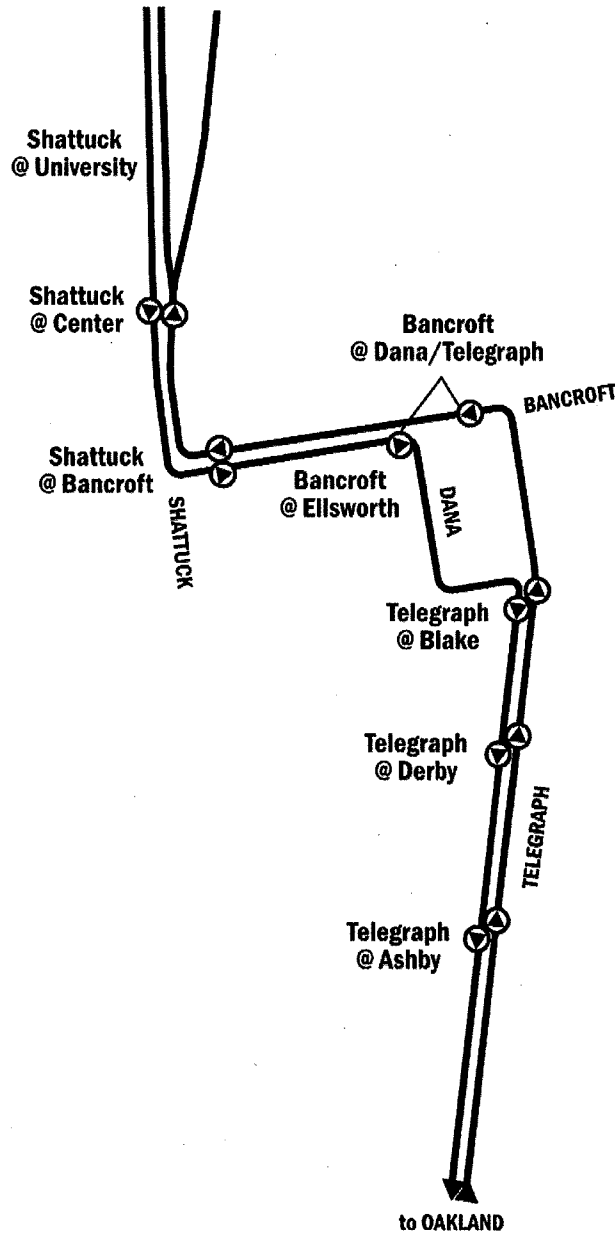 Shattuck
@ University
Shattuck
@ Center
Bancroft
@ Dana/Telegraph
BANCROFT
Shattuck
@ Bancroft
Bancroft
@ Ellsworth
SHATTUCK
DANA
Telegraph
@ Blake
Telegraph
@ Derby
TELEGRAPH
Telegraph
@ Ashby
to OAKLAND